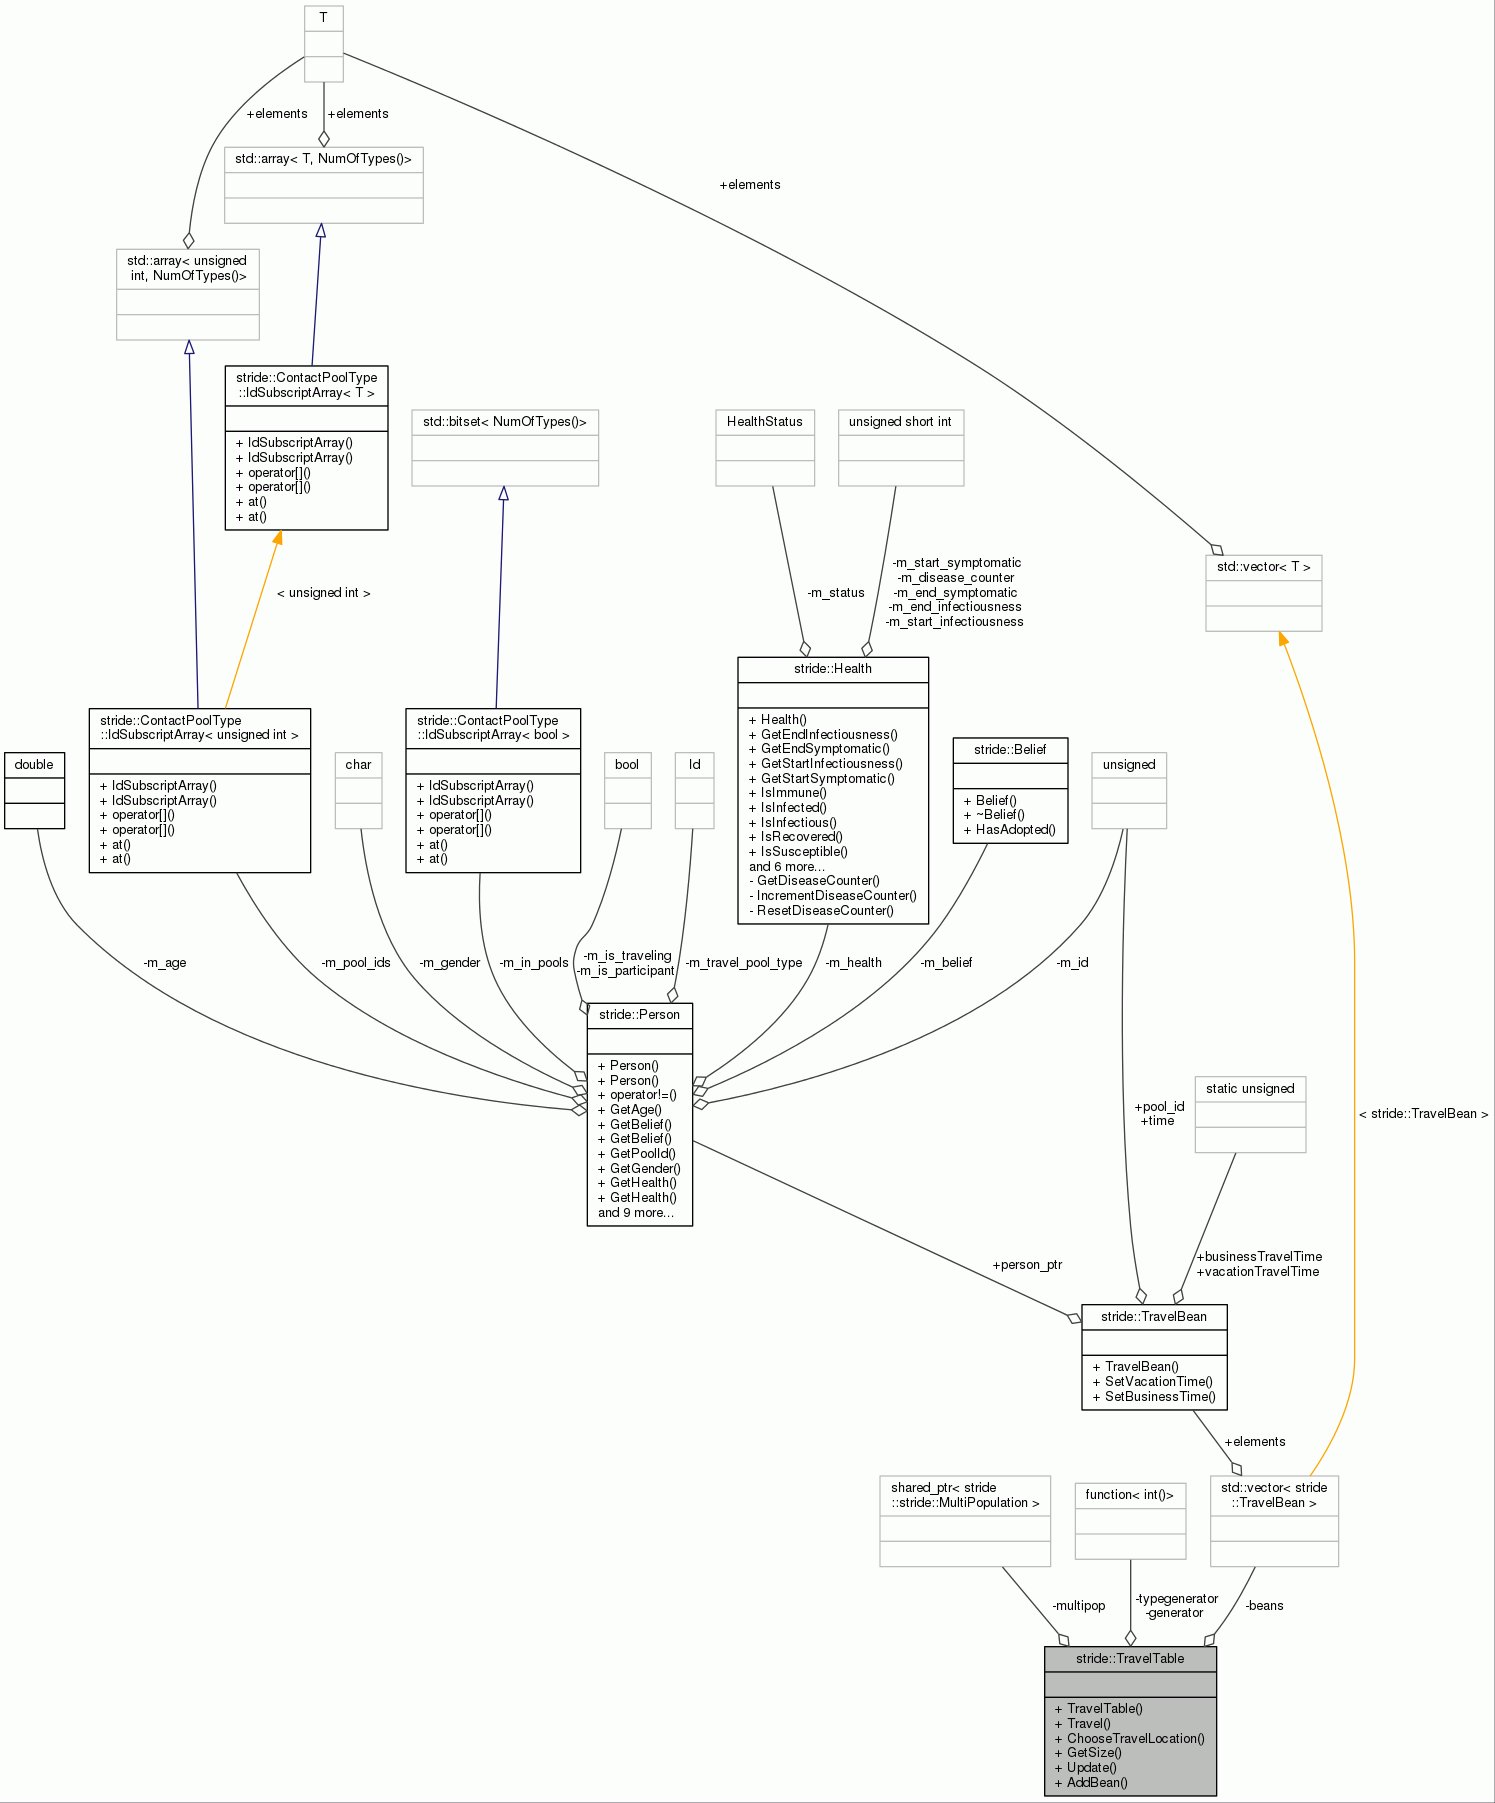 T
+elements
+elements
std::array< T, NumOfTypes()>
+elements
std::array< unsigned
int, NumOfTypes()>
stride::ContactPoolType
::IdSubscriptArray< T >
+ IdSubscriptArray()
+ IdSubscriptArray()
+ operator[]()
+ operator[]()
+ at()
+ at()
std::bitset< NumOfTypes()>
HealthStatus
unsigned short int
std::vector< T >
< unsigned int >
-m_status
-m_start_symptomatic
-m_disease_counter
-m_end_symptomatic
-m_end_infectiousness
-m_start_infectiousness
double
stride::ContactPoolType
::IdSubscriptArray< unsigned int >
+ IdSubscriptArray()
+ IdSubscriptArray()
+ operator[]()
+ operator[]()
+ at()
+ at()
char
stride::ContactPoolType
::IdSubscriptArray< bool >
+ IdSubscriptArray()
+ IdSubscriptArray()
+ operator[]()
+ operator[]()
+ at()
+ at()
bool
Id
stride::Health
+ Health()
+ GetEndInfectiousness()
+ GetEndSymptomatic()
+ GetStartInfectiousness()
+ GetStartSymptomatic()
+ IsImmune()
+ IsInfected()
+ IsInfectious()
+ IsRecovered()
+ IsSusceptible()
and 6 more...
- GetDiseaseCounter()
- IncrementDiseaseCounter()
- ResetDiseaseCounter()
stride::Belief
+ Belief()
+ ~Belief()
+ HasAdopted()
unsigned
-m_age
-m_pool_ids
-m_gender
-m_in_pools
-m_is_traveling
-m_is_participant
-m_travel_pool_type
-m_health
-m_belief
-m_id
stride::Person
+ Person()
+ Person()
+ operator!=()
+ GetAge()
+ GetBelief()
+ GetBelief()
+ GetPoolId()
+ GetGender()
+ GetHealth()
+ GetHealth()
and 9 more...
+pool_id
+time
static unsigned
< stride::TravelBean >
+person_ptr
+businessTravelTime
+vacationTravelTime
stride::TravelBean
+ TravelBean()
+ SetVacationTime()
+ SetBusinessTime()
+elements
shared_ptr< stride
::stride::MultiPopulation >
function< int()>
std::vector< stride
::TravelBean >
-multipop
-typegenerator
-generator
-beans
stride::TravelTable
+ TravelTable()
+ Travel()
+ ChooseTravelLocation()
+ GetSize()
+ Update()
+ AddBean()